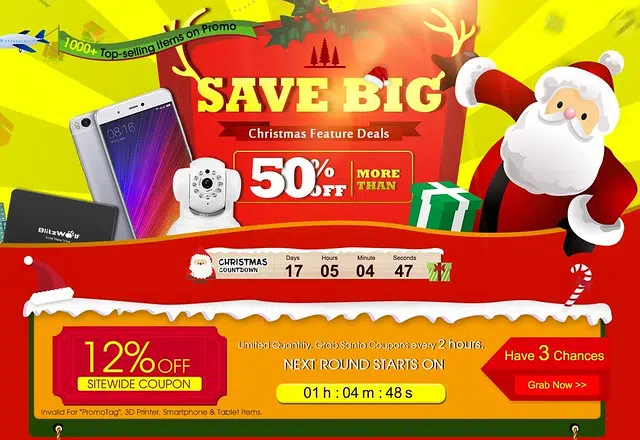 1000+ Top-selling Items on Promo
SAVE BIG
Christmas Feature Deals
50% OFF
MORE THAN
08:16
BlitzWolf
CHRISTMAS COUNTDOWN
Days Hours Minute Seconds
17 05 04 47
12% OFF
SITEWIDE COUPON
Limited Quantity, Grab Santa Coupons every 2 hours.
NEXT ROUND STARTS ON
01 h : 04 m : 48 s
Have 3 Chances
Grab Now >>
Invalid For "PromoTag", 3D Printer, Smartphone & Tablet Items.